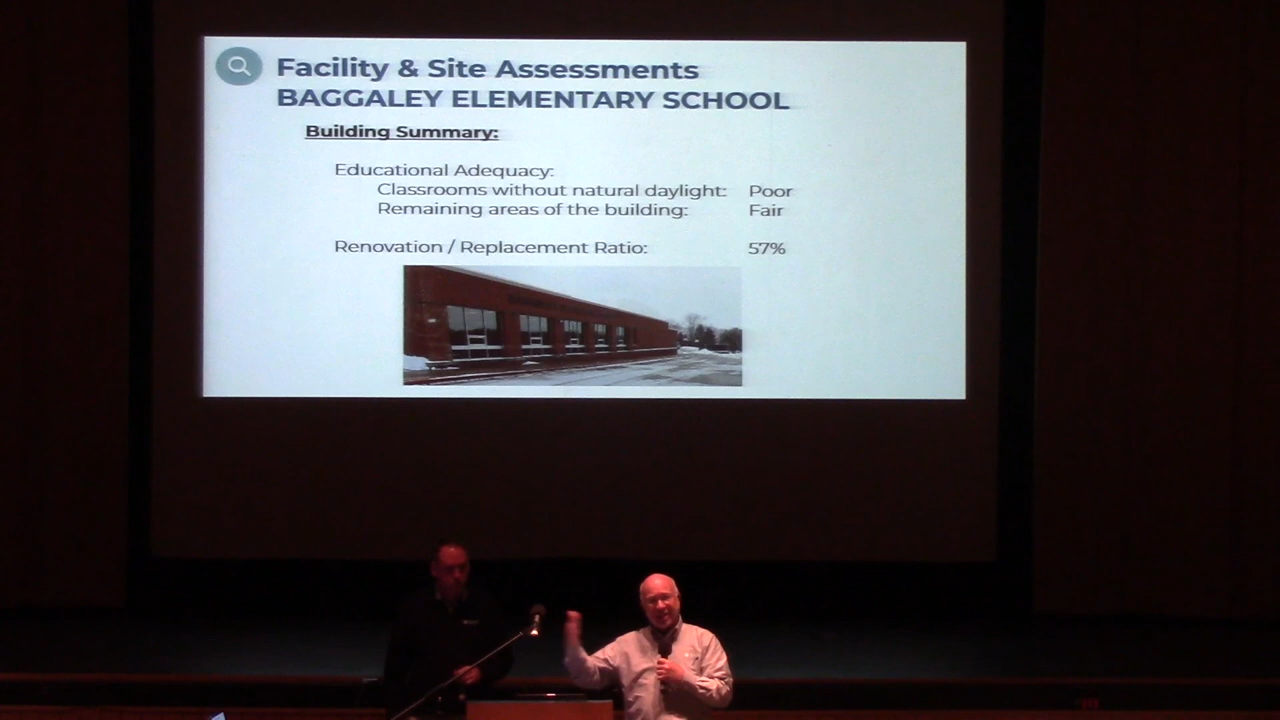 Facility & Site Assessments
BAGGALEY ELEMENTARY SCHOOL
Building Summary:
Educational Adequacy:
Classrooms without natural daylight: Poor
Remaining areas of the building: Fair
Renovation / Replacement Ratio: 57%